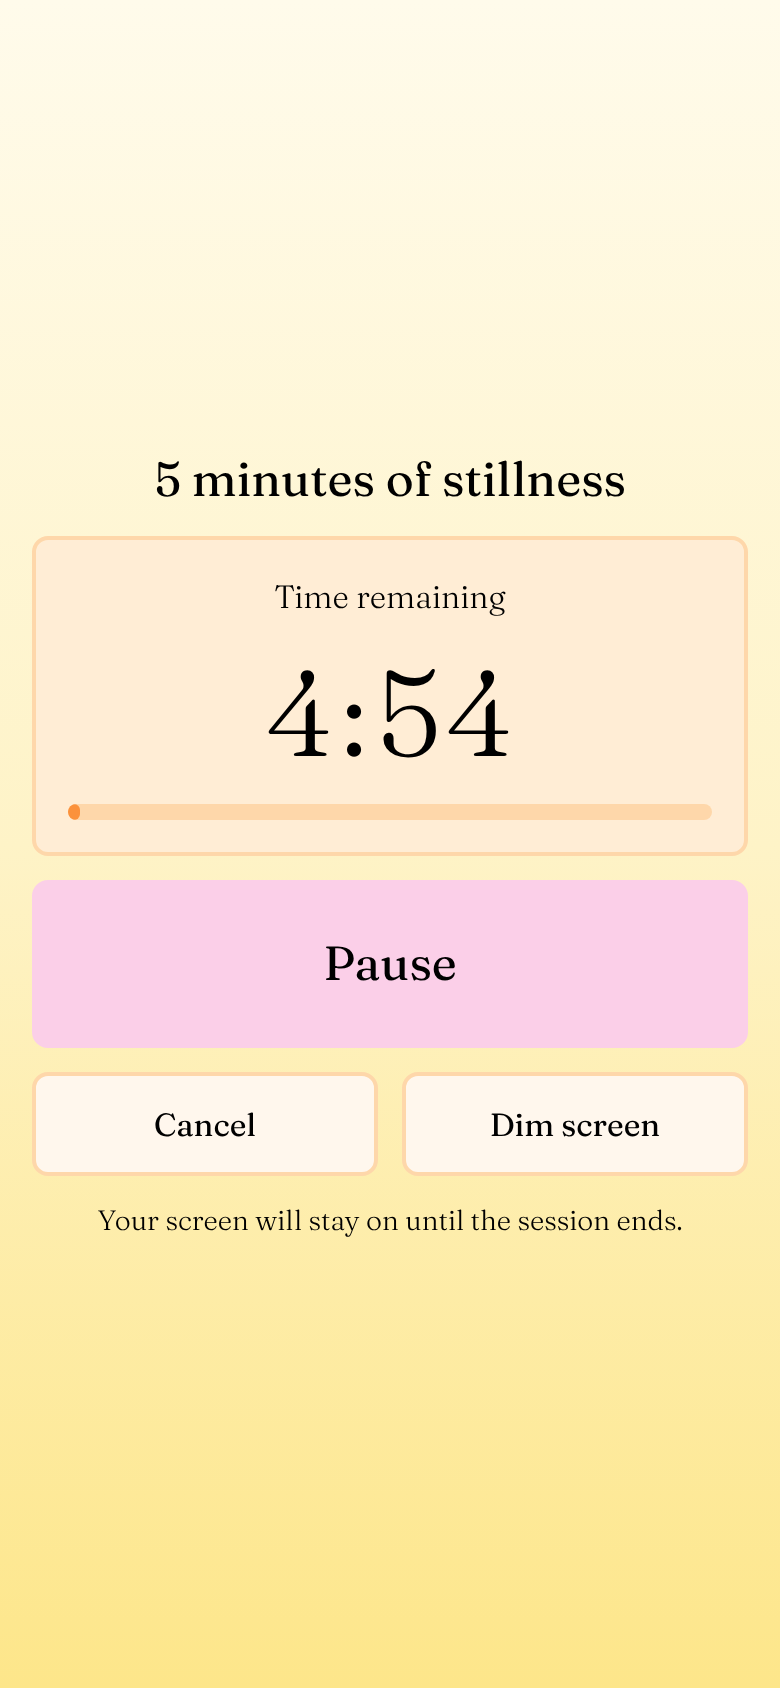 5 minutes of stillness
Time remaining
4:54
Pause
Cancel
Dim screen
Your screen will stay on until the session ends.